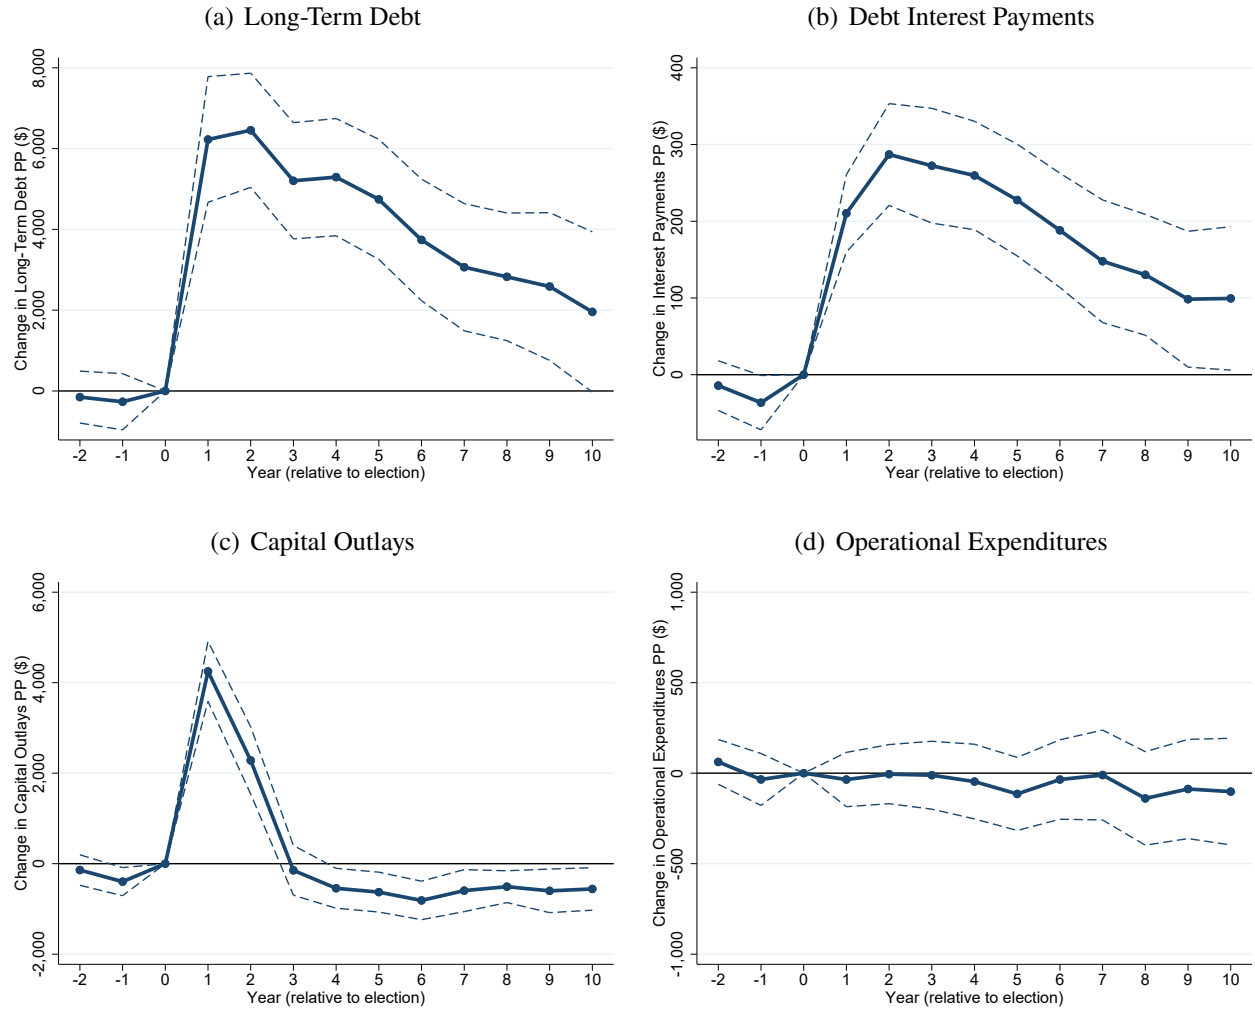 (a) Long-Term Debt
Change in Long-Term Debt PP ($)
8,000
6,000
4,000
2,000
0
-2 -1 0 1 2 3 4 5 6 7 8 9 10
Year (relative to election)
(b) Debt Interest Payments
Change in Interest Payments PP ($)
400
300
200
100
0
-2 -1 0 1 2 3 4 5 6 7 8 9 10
Year (relative to election)
(c) Capital Outlays
Change in Capital Outlays PP ($)
6,000
4,000
2,000
0
-2,000
-2 -1 0 1 2 3 4 5 6 7 8 9 10
Year (relative to election)
(d) Operational Expenditures
Change in Operational Expenditures PP ($)
1,000
500
0
-500
-1,000
-2 -1 0 1 2 3 4 5 6 7 8 9 10
Year (relative to election)